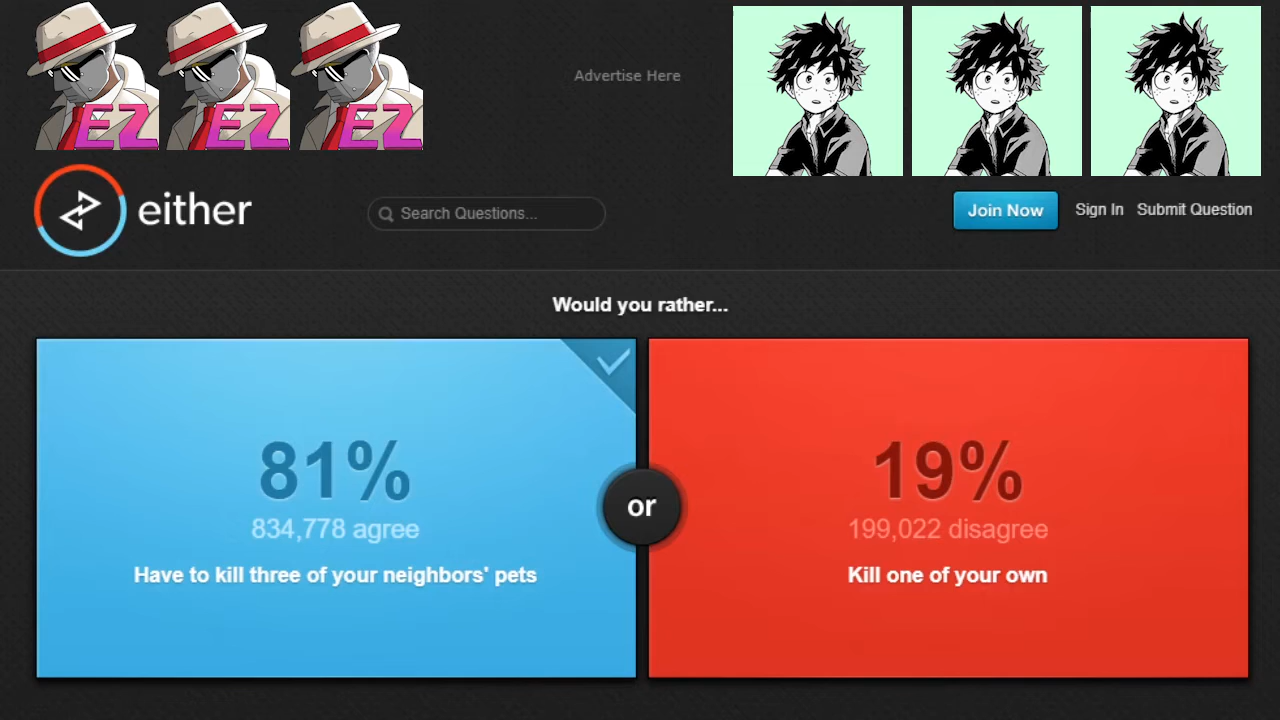 EZ EZ EZ
Advertise Here
either
Search Questions...
Join Now
Sign In
Submit Question
Would you rather...
81%
834,778 agree
Have to kill three of your neighbors' pets
or
19%
199,022 disagree
Kill one of your own